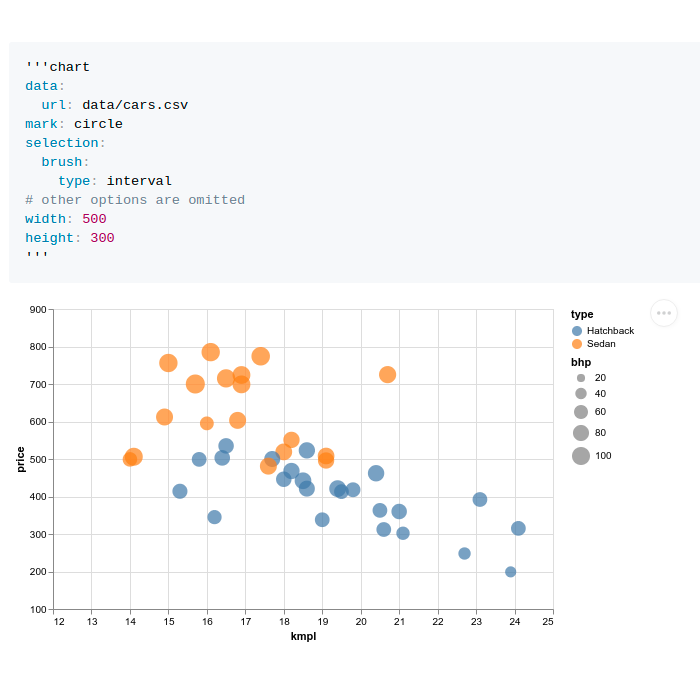 '''chart
data:
  url: data/cars.csv
mark: circle
selection:
  brush:
    type: interval
# other options are omitted
width: 500
height: 300
'''
900
800
700
600
500
400
300
200
100
price
12 13 14 15 16 17 18 19 20 21 22 23 24 25
kmpl
type
Hatchback
Sedan
bhp
20
40
60
80
100